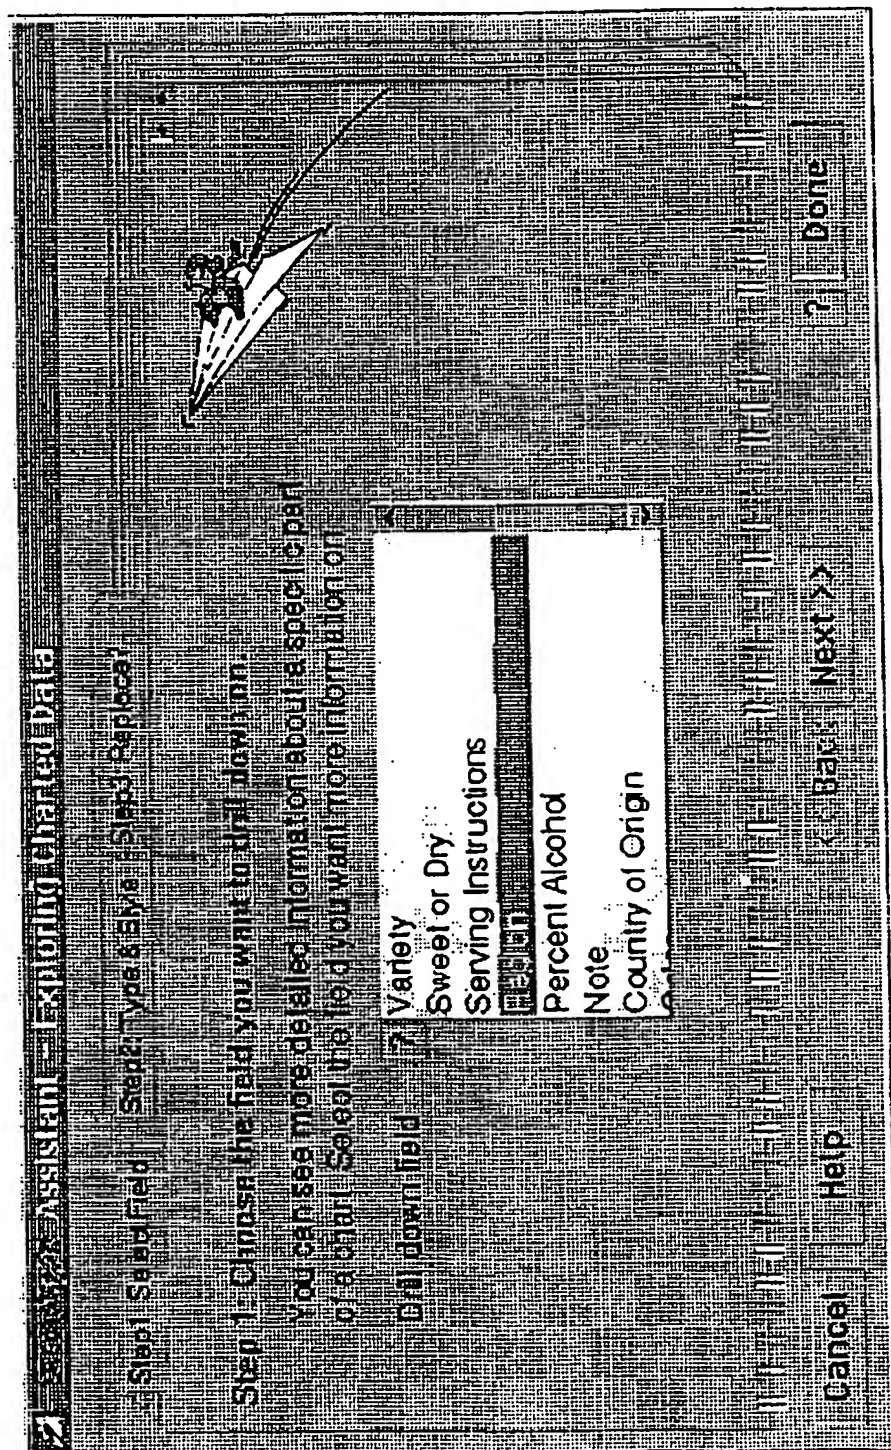 Assistant - Exploring Charted Data
Step1: Select Field
Step2: Type & Style
Step3: Replace?
Step 1: Choose the field you want to drill down on.
You can see more detailed information about a specific part
of a chart. Select the field you want more information on.
Drill down field
?
Variety
Sweet or Dry
Serving Instructions
Percent Alcohol
Note
Country of Origin
Cancel
Help
<< Back
Next >>
?
Done